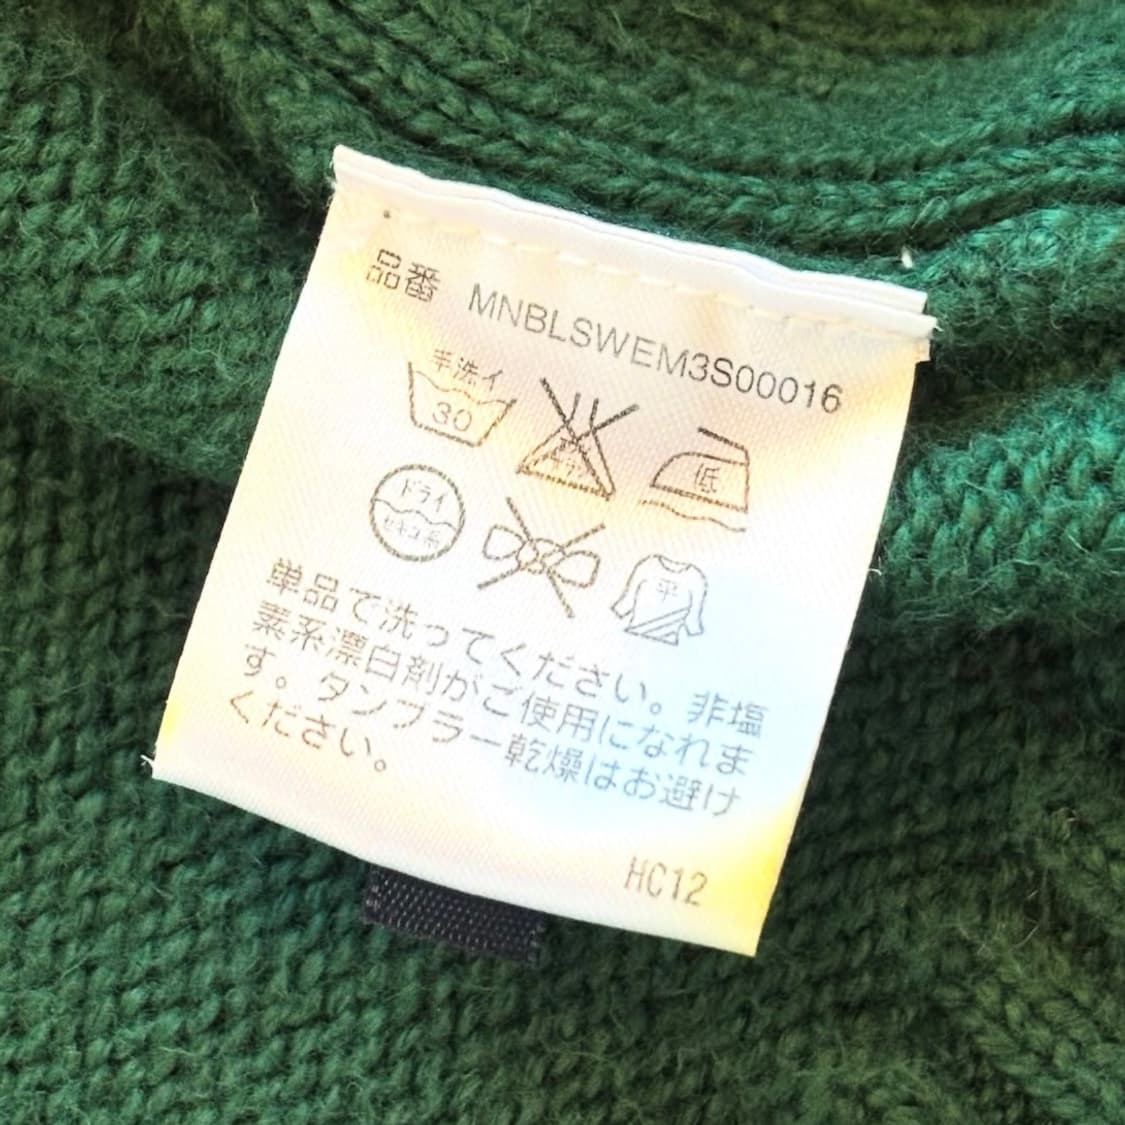 品番 MNBLSWEM3S00016
手洗イ
30
低
ドライ
セキユ系
平
単品で洗ってください。非塩
素系漂白剤がご使用になれま
す。タンブラー乾燥はお避け
ください。
HC12